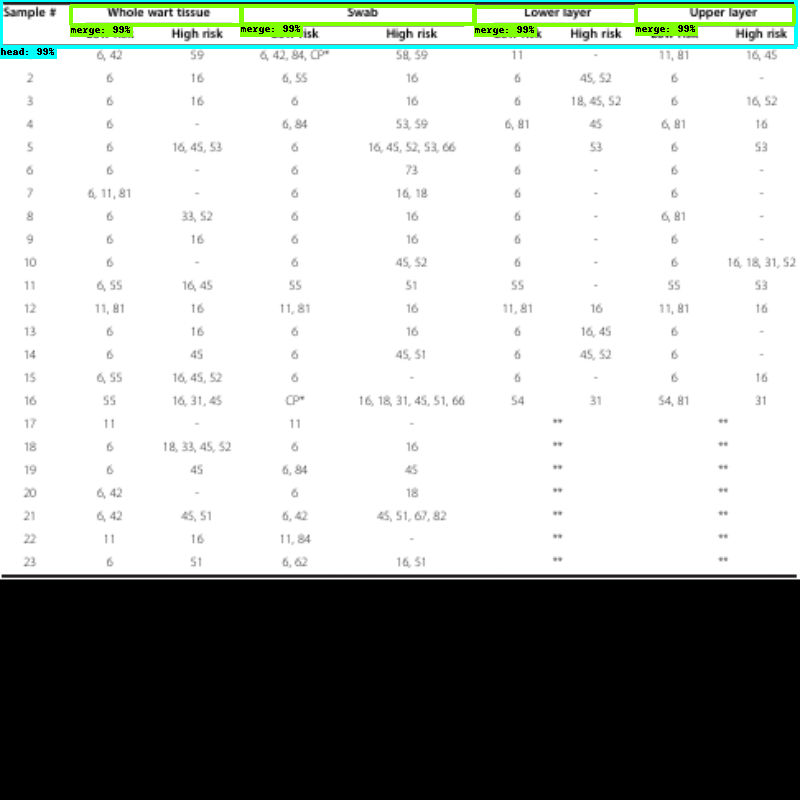 Sample # Whole wart tissue Swab Lower layer Upper layer
merge: 99% merge: 99% merge: 99% merge: 99%
High risk risk High risk High risk High risk
head: 99%
6, 42 59 6, 42, 84, CP* 58, 59 11 - 11, 81 16, 45
2 6 16 6, 55 16 6 45, 52 6 -
3 6 16 6 16 6 18, 45, 52 6 16, 52
4 6 - 6, 84 53, 59 6, 81 45 6, 81 16
5 6 16, 45, 53 6 16, 45, 52, 53, 66 6 53 6 53
6 6 - 6 73 6 - 6 -
7 6, 11, 81 - 6 16, 18 6 - 6 -
8 6 33, 52 6 16 6 - 6, 81 -
9 6 16 6 16 6 - 6 -
10 6 - 6 45, 52 6 - 6 16, 18, 31, 52
11 6, 55 16, 45 55 51 55 - 55 53
12 11, 81 16 11, 81 16 11, 81 16 11, 81 16
13 6 16 6 16 6 16, 45 6 -
14 6 45 6 45, 51 6 45, 52 6 -
15 6, 55 16, 45, 52 6 - 6 - 6 16
16 55 16, 31, 45 CP* 16, 18, 31, 45, 51, 66 54 31 54, 81 31
17 11 - 11 - ** **
18 6 18, 33, 45, 52 6 16 ** **
19 6 45 6, 84 45 ** **
20 6, 42 - 6 18 ** **
21 6, 42 45, 51 6, 42 45, 51, 67, 82 ** **
22 11 16 11, 84 - ** **
23 6 51 6, 62 16, 51 ** **